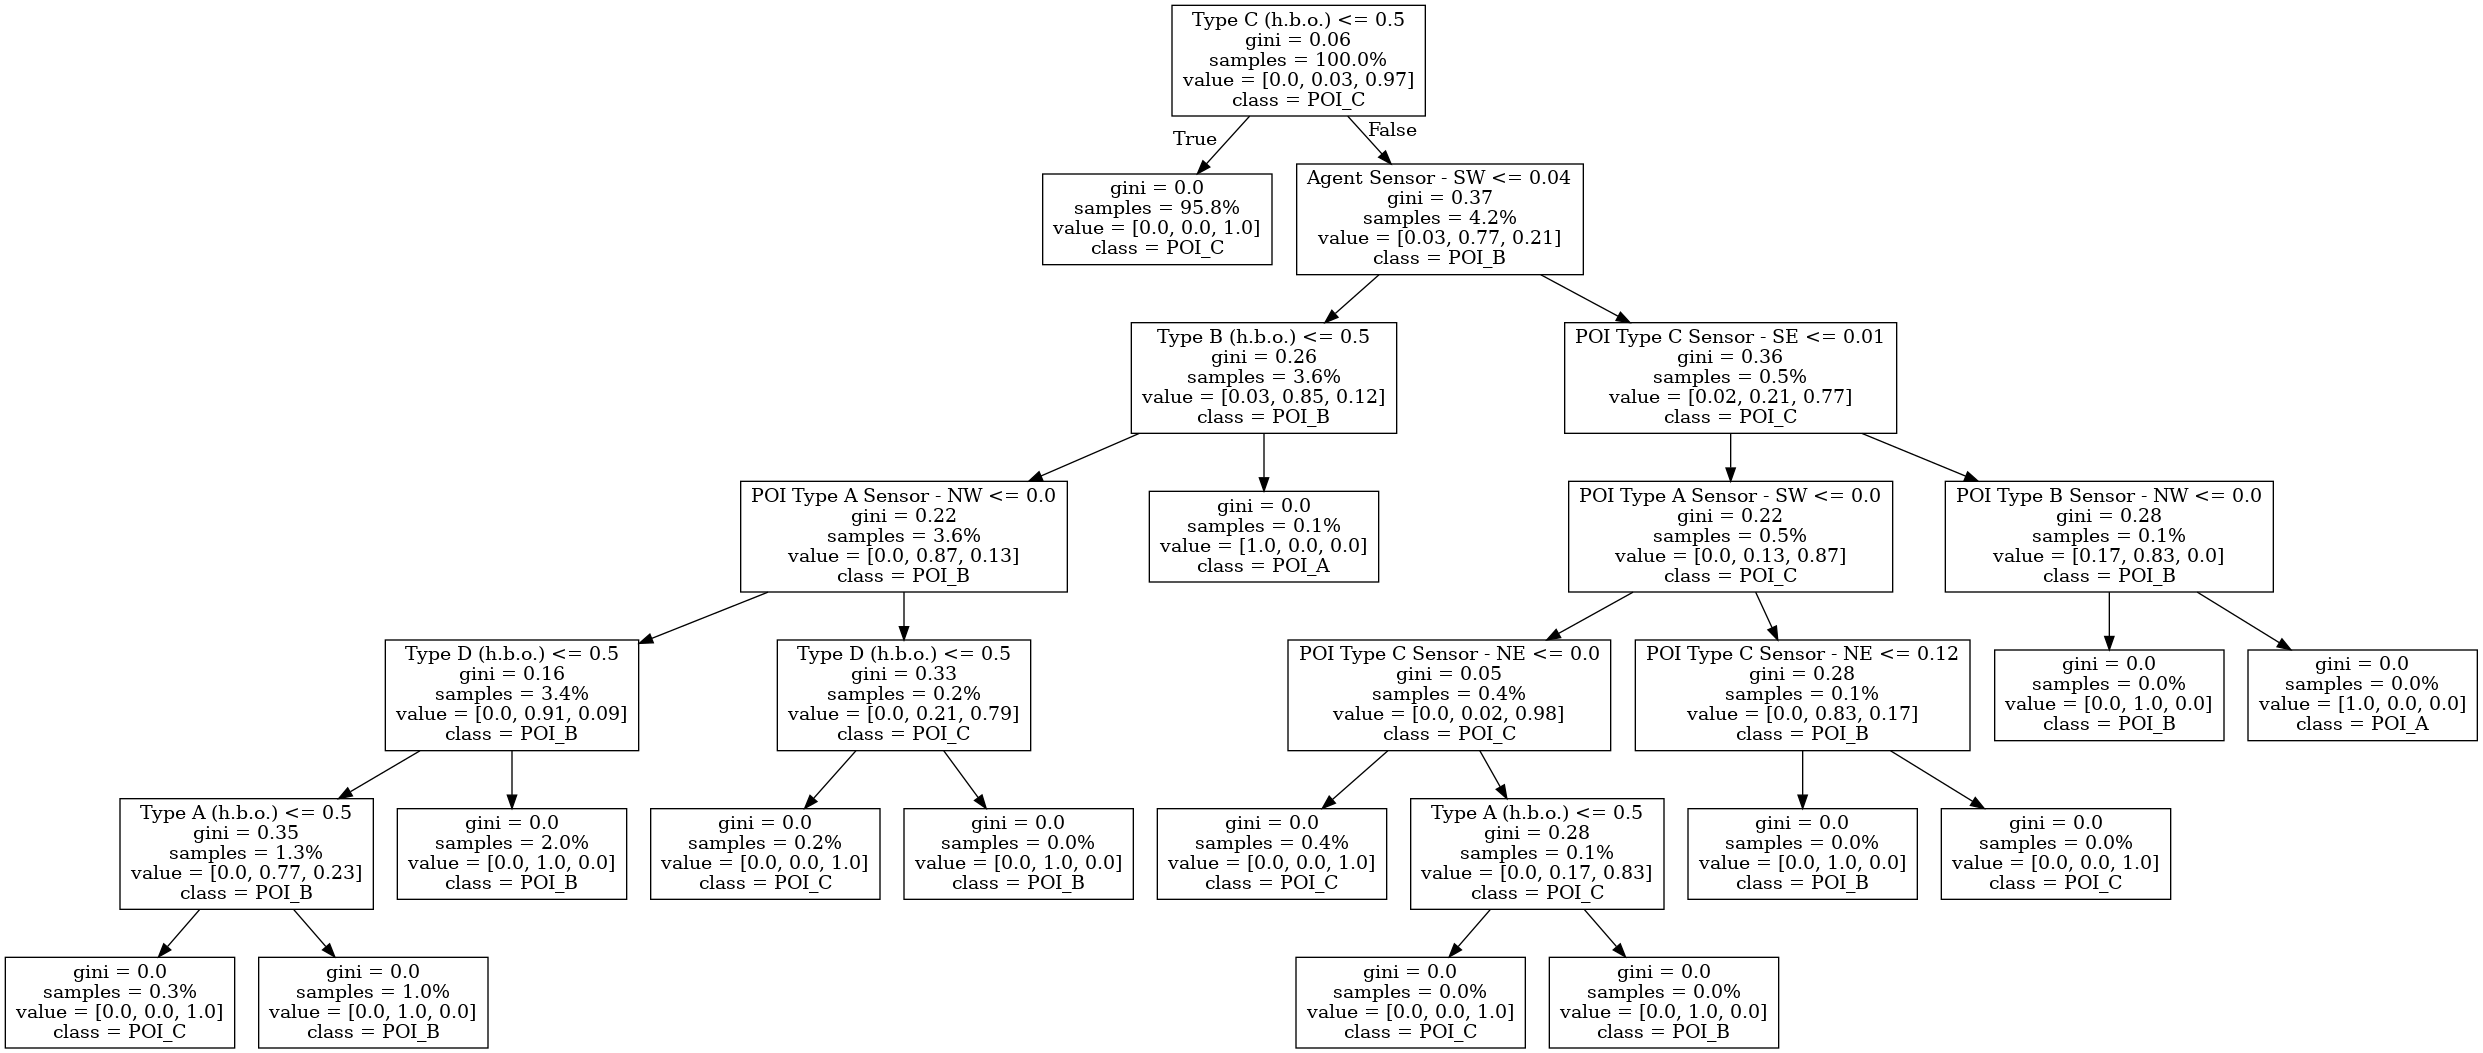 Type C (h.b.o.) <= 0.5
gini = 0.06
samples = 100.0%
value = [0.0, 0.03, 0.97]
class = POI_C
True
False
gini = 0.0
samples = 95.8%
value = [0.0, 0.0, 1.0]
class = POI_C
Agent Sensor - SW <= 0.04
gini = 0.37
samples = 4.2%
value = [0.03, 0.77, 0.21]
class = POI_B
Type B (h.b.o.) <= 0.5
gini = 0.26
samples = 3.6%
value = [0.03, 0.85, 0.12]
class = POI_B
POI Type C Sensor - SE <= 0.01
gini = 0.36
samples = 0.5%
value = [0.02, 0.21, 0.77]
class = POI_C
POI Type A Sensor - NW <= 0.0
gini = 0.22
samples = 3.6%
value = [0.0, 0.87, 0.13]
class = POI_B
gini = 0.0
samples = 0.1%
value = [1.0, 0.0, 0.0]
class = POI_A
POI Type A Sensor - SW <= 0.0
gini = 0.22
samples = 0.5%
value = [0.0, 0.13, 0.87]
class = POI_C
POI Type B Sensor - NW <= 0.0
gini = 0.28
samples = 0.1%
value = [0.17, 0.83, 0.0]
class = POI_B
Type D (h.b.o.) <= 0.5
gini = 0.16
samples = 3.4%
value = [0.0, 0.91, 0.09]
class = POI_B
Type D (h.b.o.) <= 0.5
gini = 0.33
samples = 0.2%
value = [0.0, 0.21, 0.79]
class = POI_C
POI Type C Sensor - NE <= 0.0
gini = 0.05
samples = 0.4%
value = [0.0, 0.02, 0.98]
class = POI_C
POI Type C Sensor - NE <= 0.12
gini = 0.28
samples = 0.1%
value = [0.0, 0.83, 0.17]
class = POI_B
gini = 0.0
samples = 0.0%
value = [0.0, 1.0, 0.0]
class = POI_B
gini = 0.0
samples = 0.0%
value = [1.0, 0.0, 0.0]
class = POI_A
Type A (h.b.o.) <= 0.5
gini = 0.35
samples = 1.3%
value = [0.0, 0.77, 0.23]
class = POI_B
gini = 0.0
samples = 2.0%
value = [0.0, 1.0, 0.0]
class = POI_B
gini = 0.0
samples = 0.2%
value = [0.0, 0.0, 1.0]
class = POI_C
gini = 0.0
samples = 0.0%
value = [0.0, 1.0, 0.0]
class = POI_B
gini = 0.0
samples = 0.4%
value = [0.0, 0.0, 1.0]
class = POI_C
Type A (h.b.o.) <= 0.5
gini = 0.28
samples = 0.1%
value = [0.0, 0.17, 0.83]
class = POI_C
gini = 0.0
samples = 0.0%
value = [0.0, 1.0, 0.0]
class = POI_B
gini = 0.0
samples = 0.0%
value = [0.0, 0.0, 1.0]
class = POI_C
gini = 0.0
samples = 0.3%
value = [0.0, 0.0, 1.0]
class = POI_C
gini = 0.0
samples = 1.0%
value = [0.0, 1.0, 0.0]
class = POI_B
gini = 0.0
samples = 0.0%
value = [0.0, 0.0, 1.0]
class = POI_C
gini = 0.0
samples = 0.0%
value = [0.0, 1.0, 0.0]
class = POI_B